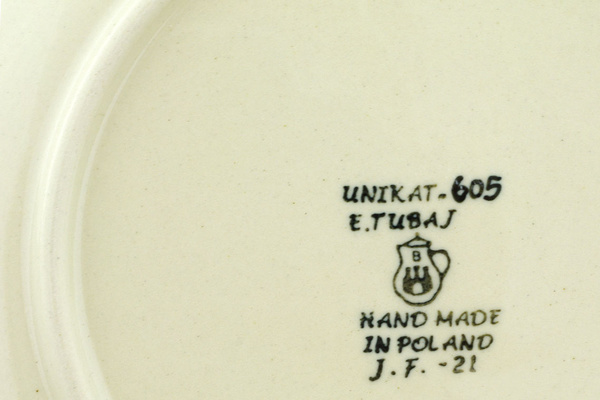 UNIKAT-605
E.TUBAJ
B
HAND MADE
IN POLAND
J.F.-21